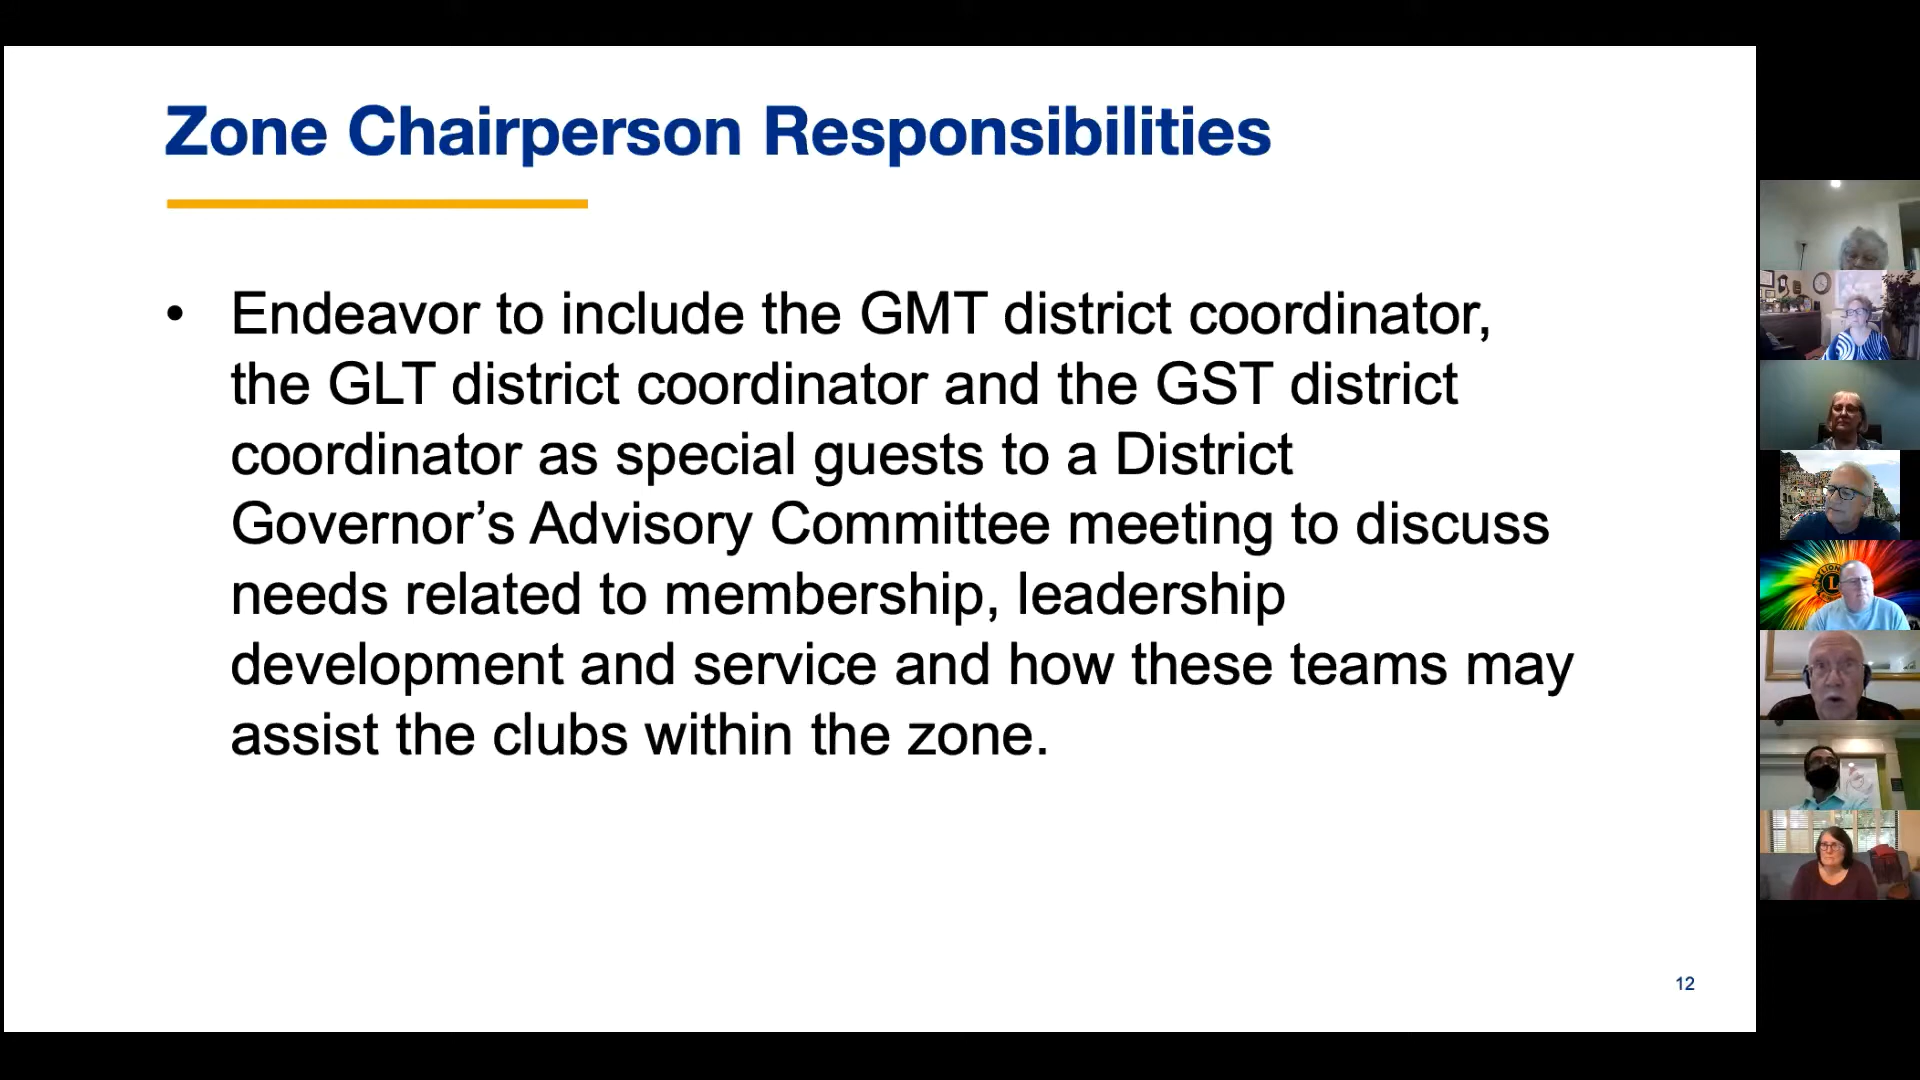 Zone Chairperson Responsibilities
• Endeavor to include the GMT district coordinator,
the GLT district coordinator and the GST district
coordinator as special guests to a District
Governor’s Advisory Committee meeting to discuss
needs related to membership, leadership
development and service and how these teams may
assist the clubs within the zone.
LION
L
12